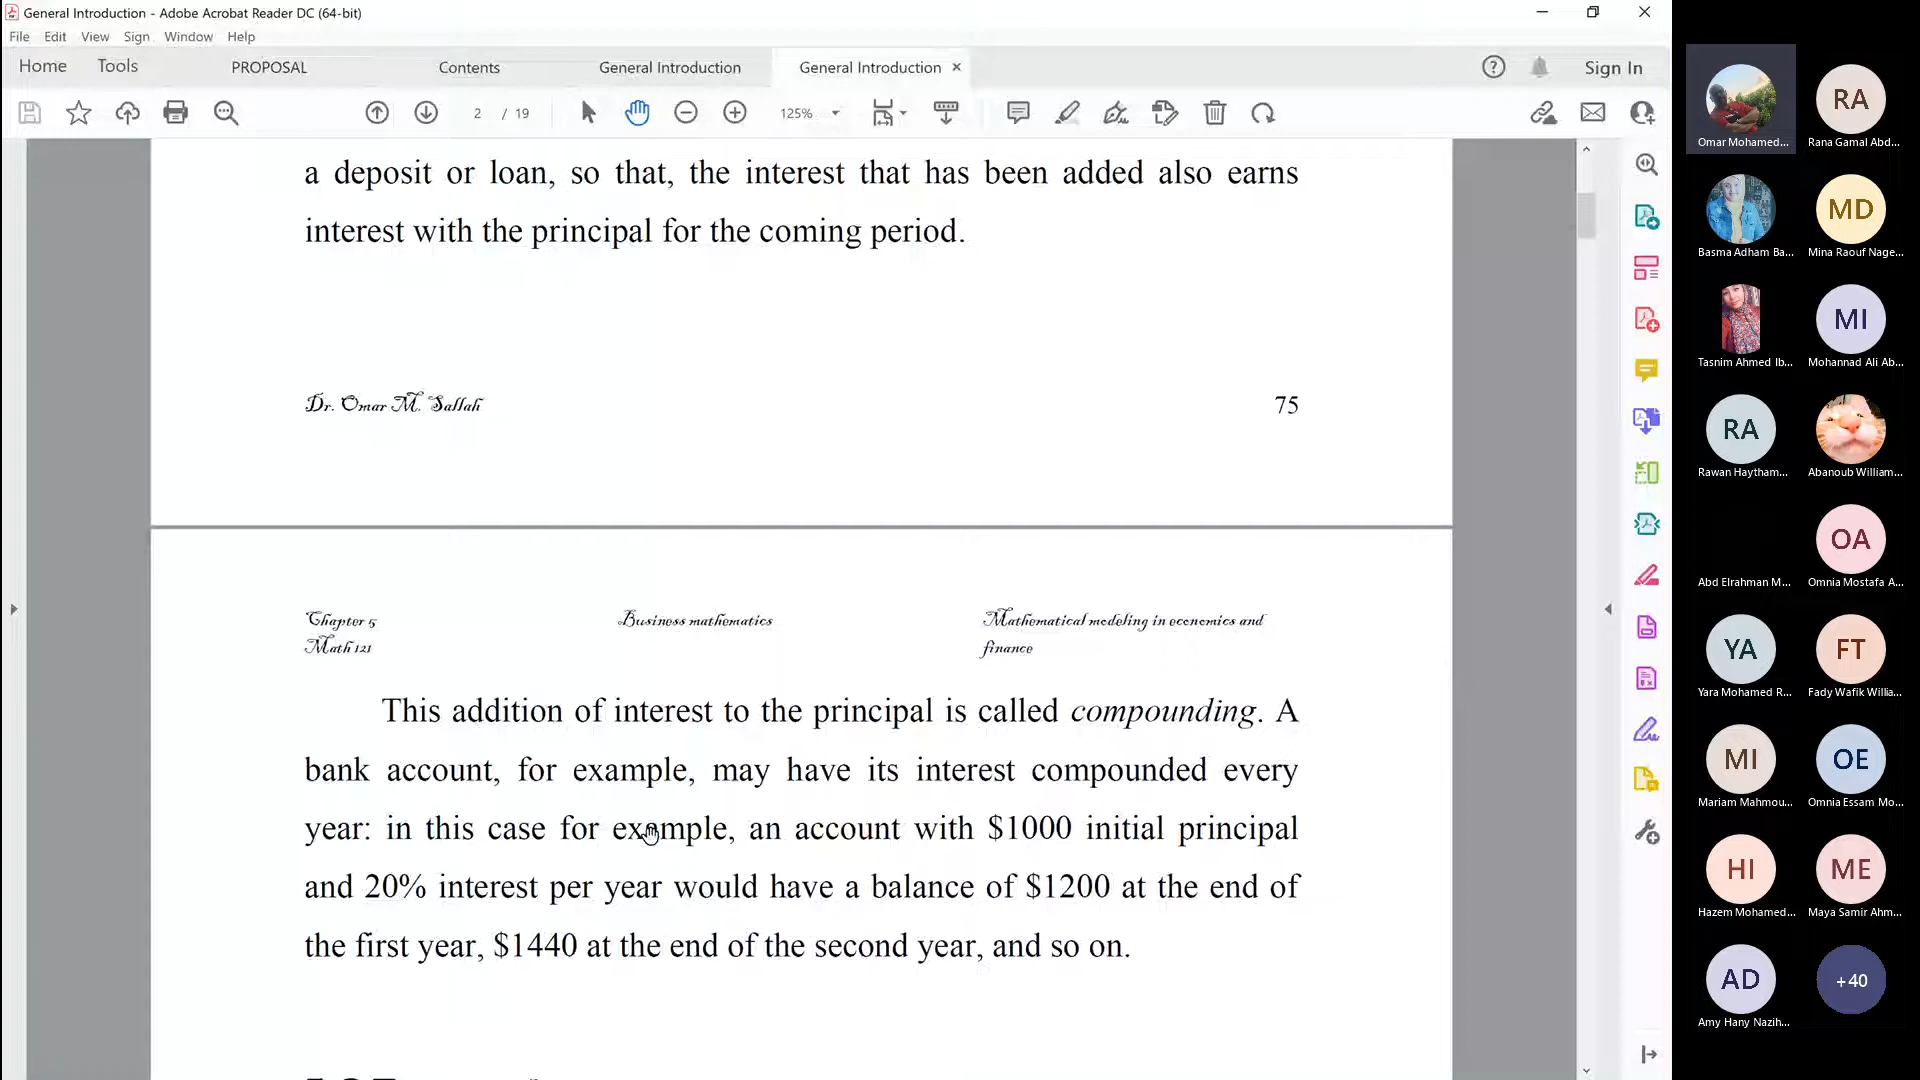 General Introduction - Adobe Acrobat Reader DC (64-bit)
File Edit View Sign Window Help
Home Tools PROPOSAL Contents General Introduction General Introduction Sign In
2 / 19 125%
a deposit or loan, so that, the interest that has been added also earns
interest with the principal for the coming period.
Dr. Omar M. Sallah 75
Chapter 5 Business mathematics Mathematical modeling in economics and
Math 121 finance
This addition of interest to the principal is called compounding. A
bank account, for example, may have its interest compounded every
year: in this case for example, an account with $1000 initial principal
and 20% interest per year would have a balance of $1200 at the end of
the first year, $1440 at the end of the second year, and so on.
RA
Omar Mohamed... Rana Gamal Abd...
MD
Basma Adham Ba... Mina Raouf Nage...
MI
Tasnim Ahmed Ib... Mohannad Ali Ab...
RA
Rawan Haytham... Abanoub William...
OA
Abd Elrahman M... Omnia Mostafa A...
YA FT
Yara Mohamed R... Fady Wafik Willia...
MI OE
Mariam Mahmou... Omnia Essam Mo...
HI ME
Hazem Mohamed... Maya Samir Ahm...
AD +40
Amy Hany Nazih...